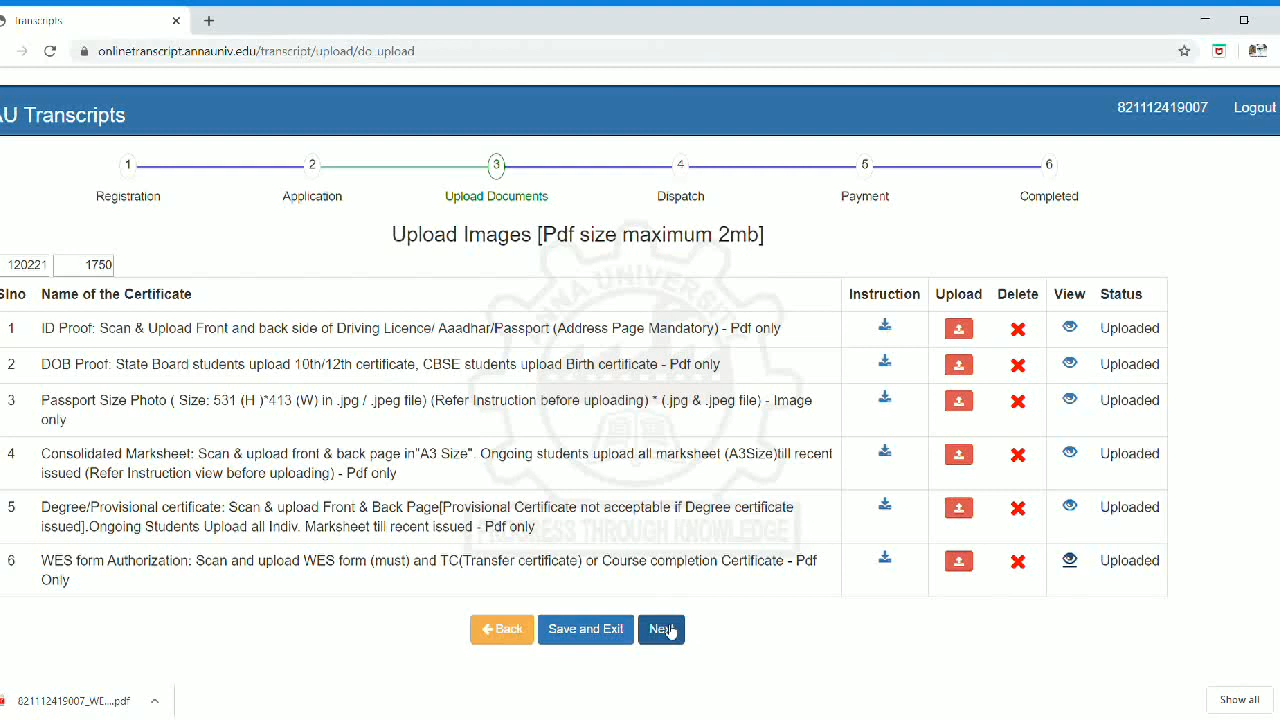 Transcripts
onlinetranscript.annauniv.edu/transcript/upload/do_upload
AU Transcripts
821112419007 Logout
1 2 3 4 5 6
Registration Application Upload Documents Dispatch Payment Completed
Upload Images [Pdf size maximum 2mb]
120221 1750
Slno Name of the Certificate Instruction Upload Delete View Status
1 ID Proof: Scan & Upload Front and back side of Driving Licence/ Aaadhar/Passport (Address Page Mandatory) - Pdf only Uploaded
2 DOB Proof: State Board students upload 10th/12th certificate, CBSE students upload Birth certificate - Pdf only Uploaded
3 Passport Size Photo ( Size: 531 (H )*413 (W) in .jpg / .jpeg file) (Refer Instruction before uploading) * (.jpg & .jpeg file) - Image Uploaded
only
4 Consolidated Marksheet: Scan & upload front & back page in"A3 Size". Ongoing students upload all marksheet (A3Size)till recent Uploaded
issued (Refer Instruction view before uploading) - Pdf only
5 Degree/Provisional certificate: Scan & upload Front & Back Page[Provisional Certificate not acceptable if Degree certificate Uploaded
issued].Ongoing Students Upload all Indiv. Marksheet till recent issued - Pdf only
PROGRESS THROUGH KNOWLEDGE
6 WES form Authorization: Scan and upload WES form (must) and TC(Transfer certificate) or Course completion Certificate - Pdf Uploaded
Only
Back Save and Exit Next
821112419007_WE....pdf Show all